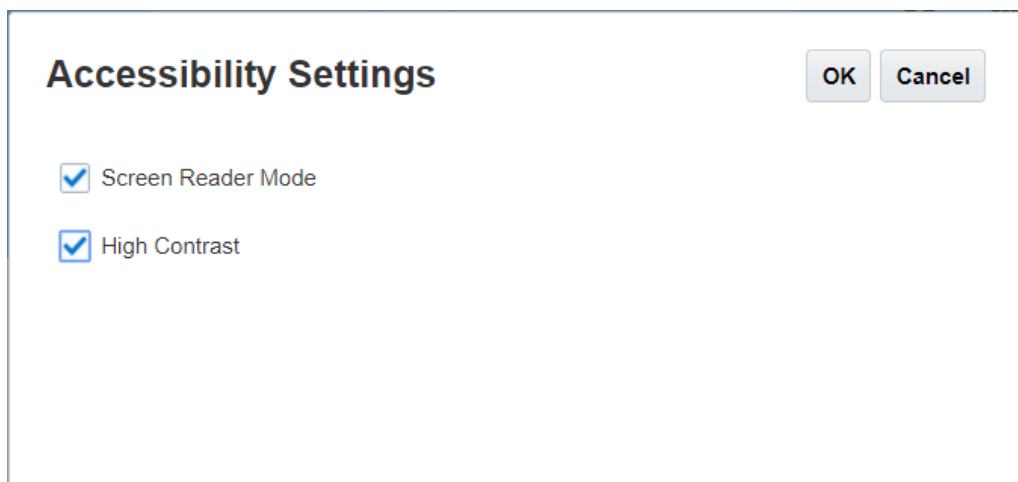 Accessibility Settings
OK
Cancel
Screen Reader Mode
High Contrast